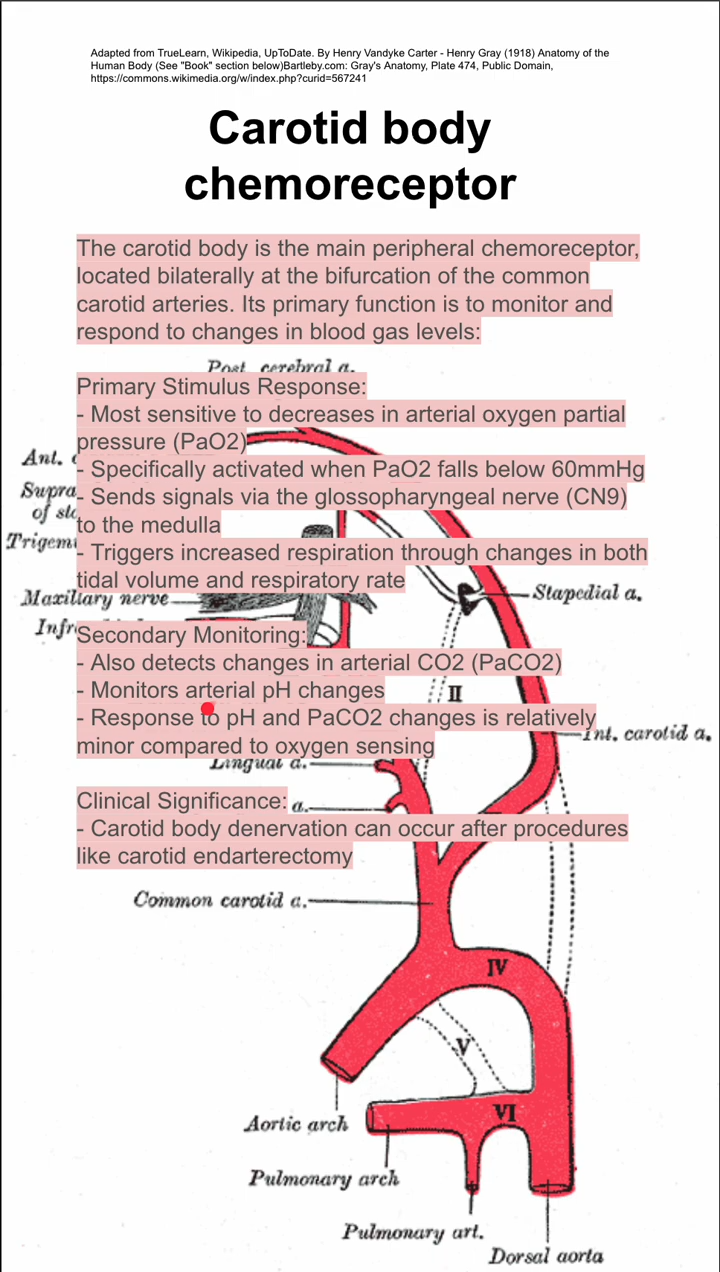 Adapted from TrueLearn, Wikipedia, UpToDate. By Henry Vandyke Carter - Henry Gray (1918) Anatomy of the
Human Body (See "Book" section below)Bartleby.com: Gray's Anatomy, Plate 474, Public Domain,
https://commons.wikimedia.org/w/index.php?curid=567241
Carotid body
chemoreceptor
The carotid body is the main peripheral chemoreceptor,
located bilaterally at the bifurcation of the common
carotid arteries. Its primary function is to monitor and
respond to changes in blood gas levels:
Post. cerebral a.
Primary Stimulus Response:
- Most sensitive to decreases in arterial oxygen partial
pressure (PaO2)
Ant.
- Specifically activated when PaO2 falls below 60mmHg
Supra
- Sends signals via the glossopharyngeal nerve (CN9)
of
to the medulla
Trigem
- Triggers increased respiration through changes in both
tidal volume and respiratory rate
Stapedial a.
Maxillary nerve
Infr
Secondary Monitoring:
- Also detects changes in arterial CO2 (PaCO2)
- Monitors arterial pH changes
II
- Response to pH and PaCO2 changes is relatively
Int. carotid a.
minor compared to oxygen sensing
Lingual a.
Clinical Significance:
a.
- Carotid body denervation can occur after procedures
like carotid endarterectomy
Common carotid a.
IV
V
VI
Aortic arch
Pulmonary arch
Pulmonary art.
Dorsal aorta